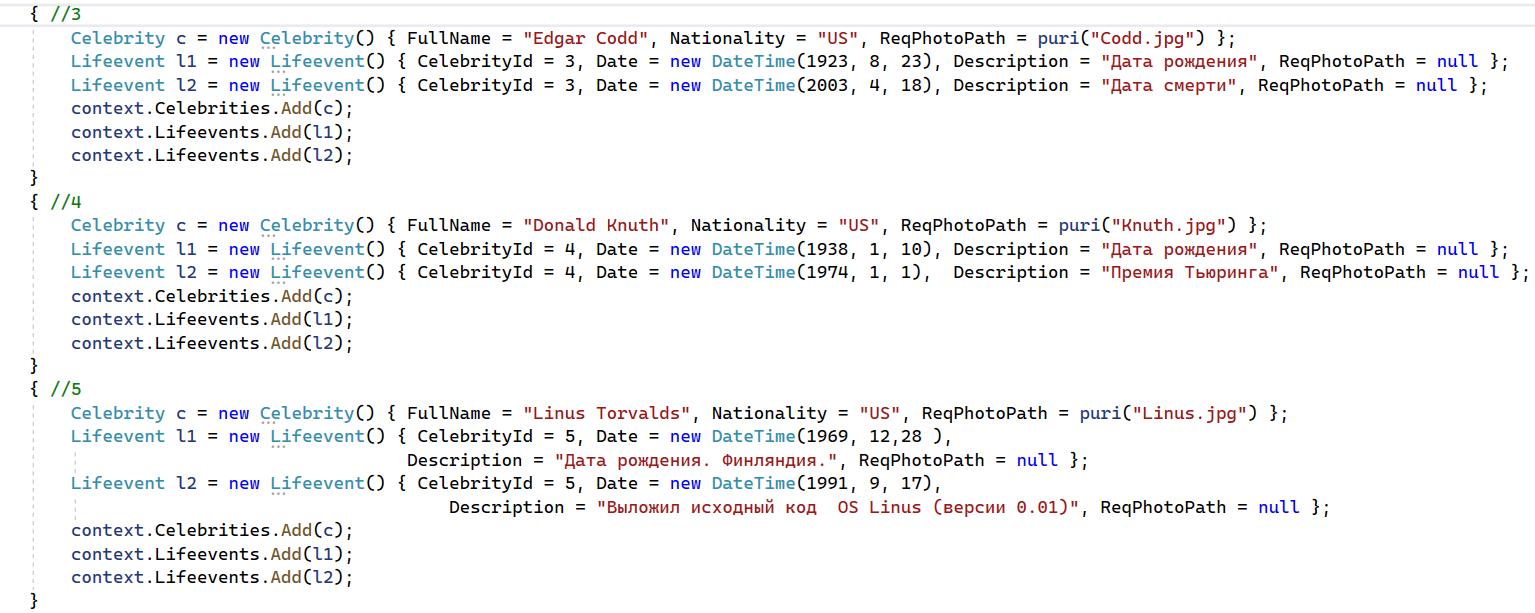 { //3
Celebrity c = new Celebrity() { FullName = "Edgar Codd", Nationality = "US", ReqPhotoPath = puri("Codd.jpg") };
Lifeevent l1 = new Lifeevent() { CelebrityId = 3, Date = new DateTime(1923, 8, 23), Description = "Дата рождения", ReqPhotoPath = null };
Lifeevent l2 = new Lifeevent() { CelebrityId = 3, Date = new DateTime(2003, 4, 18), Description = "Дата смерти", ReqPhotoPath = null };
context.Celebrities.Add(c);
context.Lifeevents.Add(l1);
context.Lifeevents.Add(l2);
}
{ //4
Celebrity c = new Celebrity() { FullName = "Donald Knuth", Nationality = "US", ReqPhotoPath = puri("Knuth.jpg") };
Lifeevent l1 = new Lifeevent() { CelebrityId = 4, Date = new DateTime(1938, 1, 10), Description = "Дата рождения", ReqPhotoPath = null };
Lifeevent l2 = new Lifeevent() { CelebrityId = 4, Date = new DateTime(1974, 1, 1),  Description = "Премия Тьюринга", ReqPhotoPath = null };
context.Celebrities.Add(c);
context.Lifeevents.Add(l1);
context.Lifeevents.Add(l2);
}
{ //5
Celebrity c = new Celebrity() { FullName = "Linus Torvalds", Nationality = "US", ReqPhotoPath = puri("Linus.jpg") };
Lifeevent l1 = new Lifeevent() { CelebrityId = 5, Date = new DateTime(1969, 12,28 ),
Description = "Дата рождения. Финляндия.", ReqPhotoPath = null };
Lifeevent l2 = new Lifeevent() { CelebrityId = 5, Date = new DateTime(1991, 9, 17),
Description = "Выложил исходный код  OS Linus (версии 0.01)", ReqPhotoPath = null };
context.Celebrities.Add(c);
context.Lifeevents.Add(l1);
context.Lifeevents.Add(l2);
}